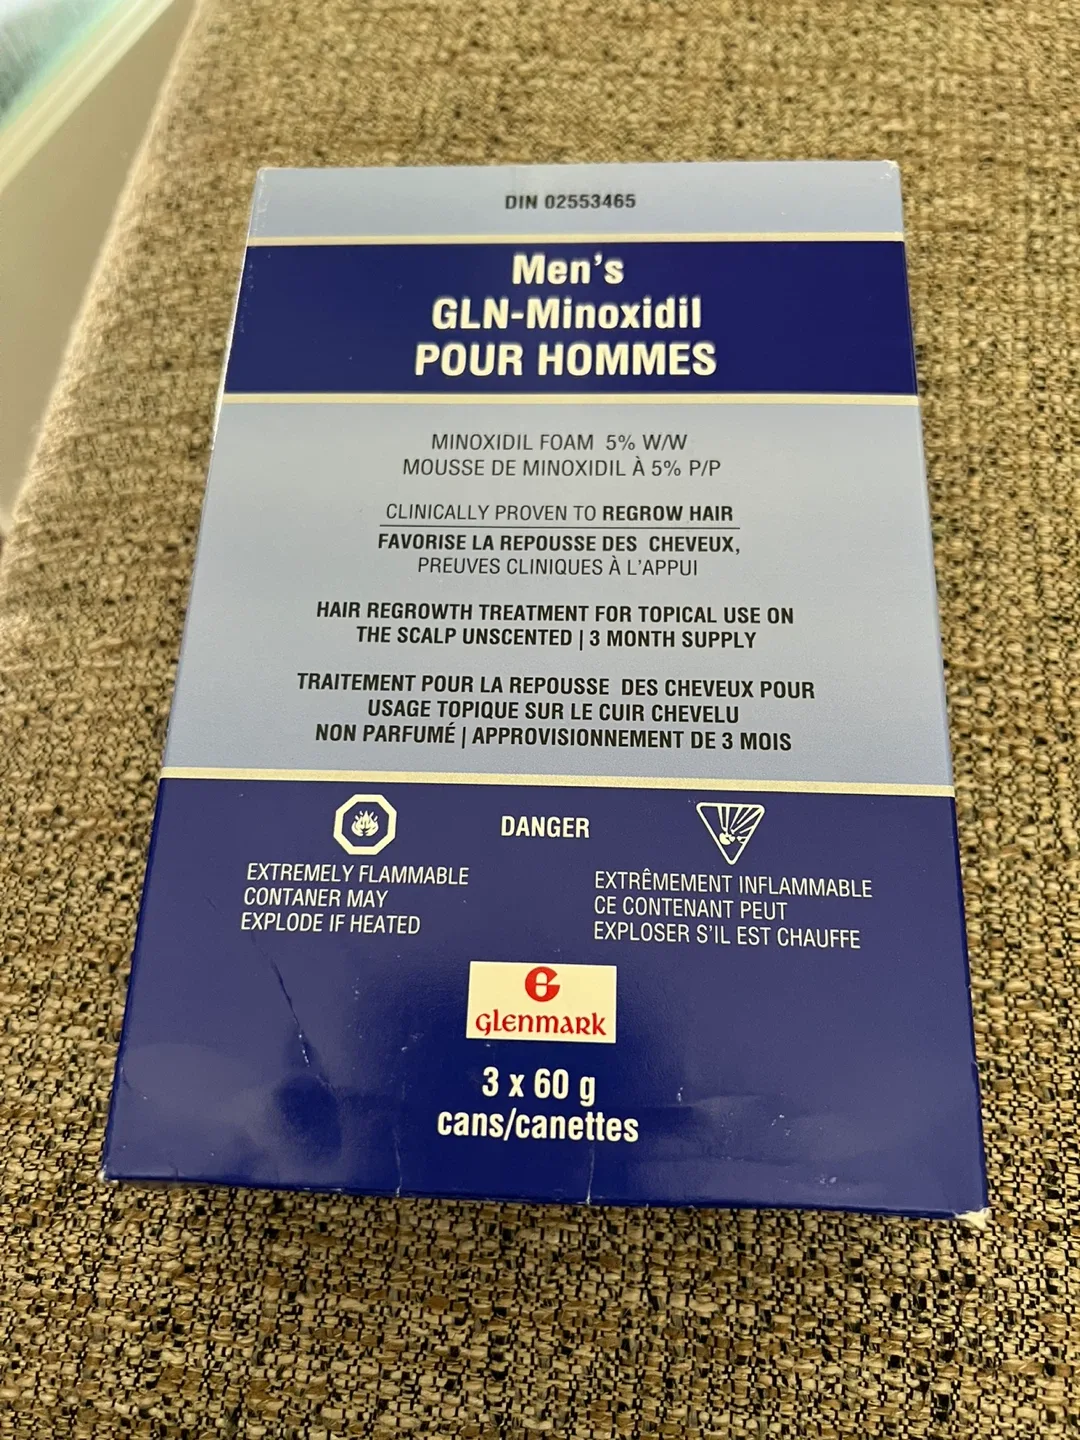 DIN 02553465
Men's
GLN-Minoxidil
POUR HOMMES
MINOXIDIL FOAM 5% W/W
MOUSSE DE MINOXIDIL À 5% P/P
CLINICALLY PROVEN TO REGROW HAIR
FAVORISE LA REPOUSSE DES CHEVEUX,
PREUVES CLINIQUES À L'APPUI
HAIR REGROWTH TREATMENT FOR TOPICAL USE ON
THE SCALP UNSCENTED | 3 MONTH SUPPLY
TRAITEMENT POUR LA REPOUSSE DES CHEVEUX POUR
USAGE TOPIQUE SUR LE CUIR CHEVELU
NON PARFUMÉ | APPROVISIONNEMENT DE 3 MOIS
DANGER
EXTREMELY FLAMMABLE
CONTANER MAY
EXPLODE IF HEATED
EXTRÊMEMENT INFLAMMABLE
CE CONTENANT PEUT
EXPLOSER S'IL EST CHAUFFE
G
glenmark
3 x 60 g
cans/canettes